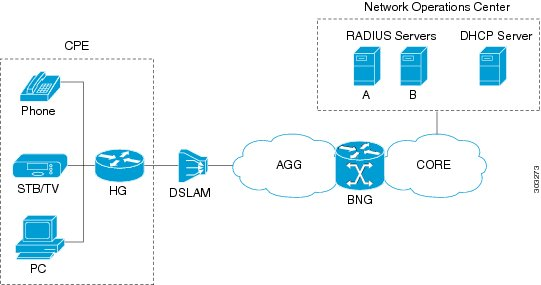 Network Operations Center
RADIUS Servers
DHCP Server
A
B
CPE
Phone
STB/TV
HG
DSLAM
AGG
BNG
CORE
PC
303273